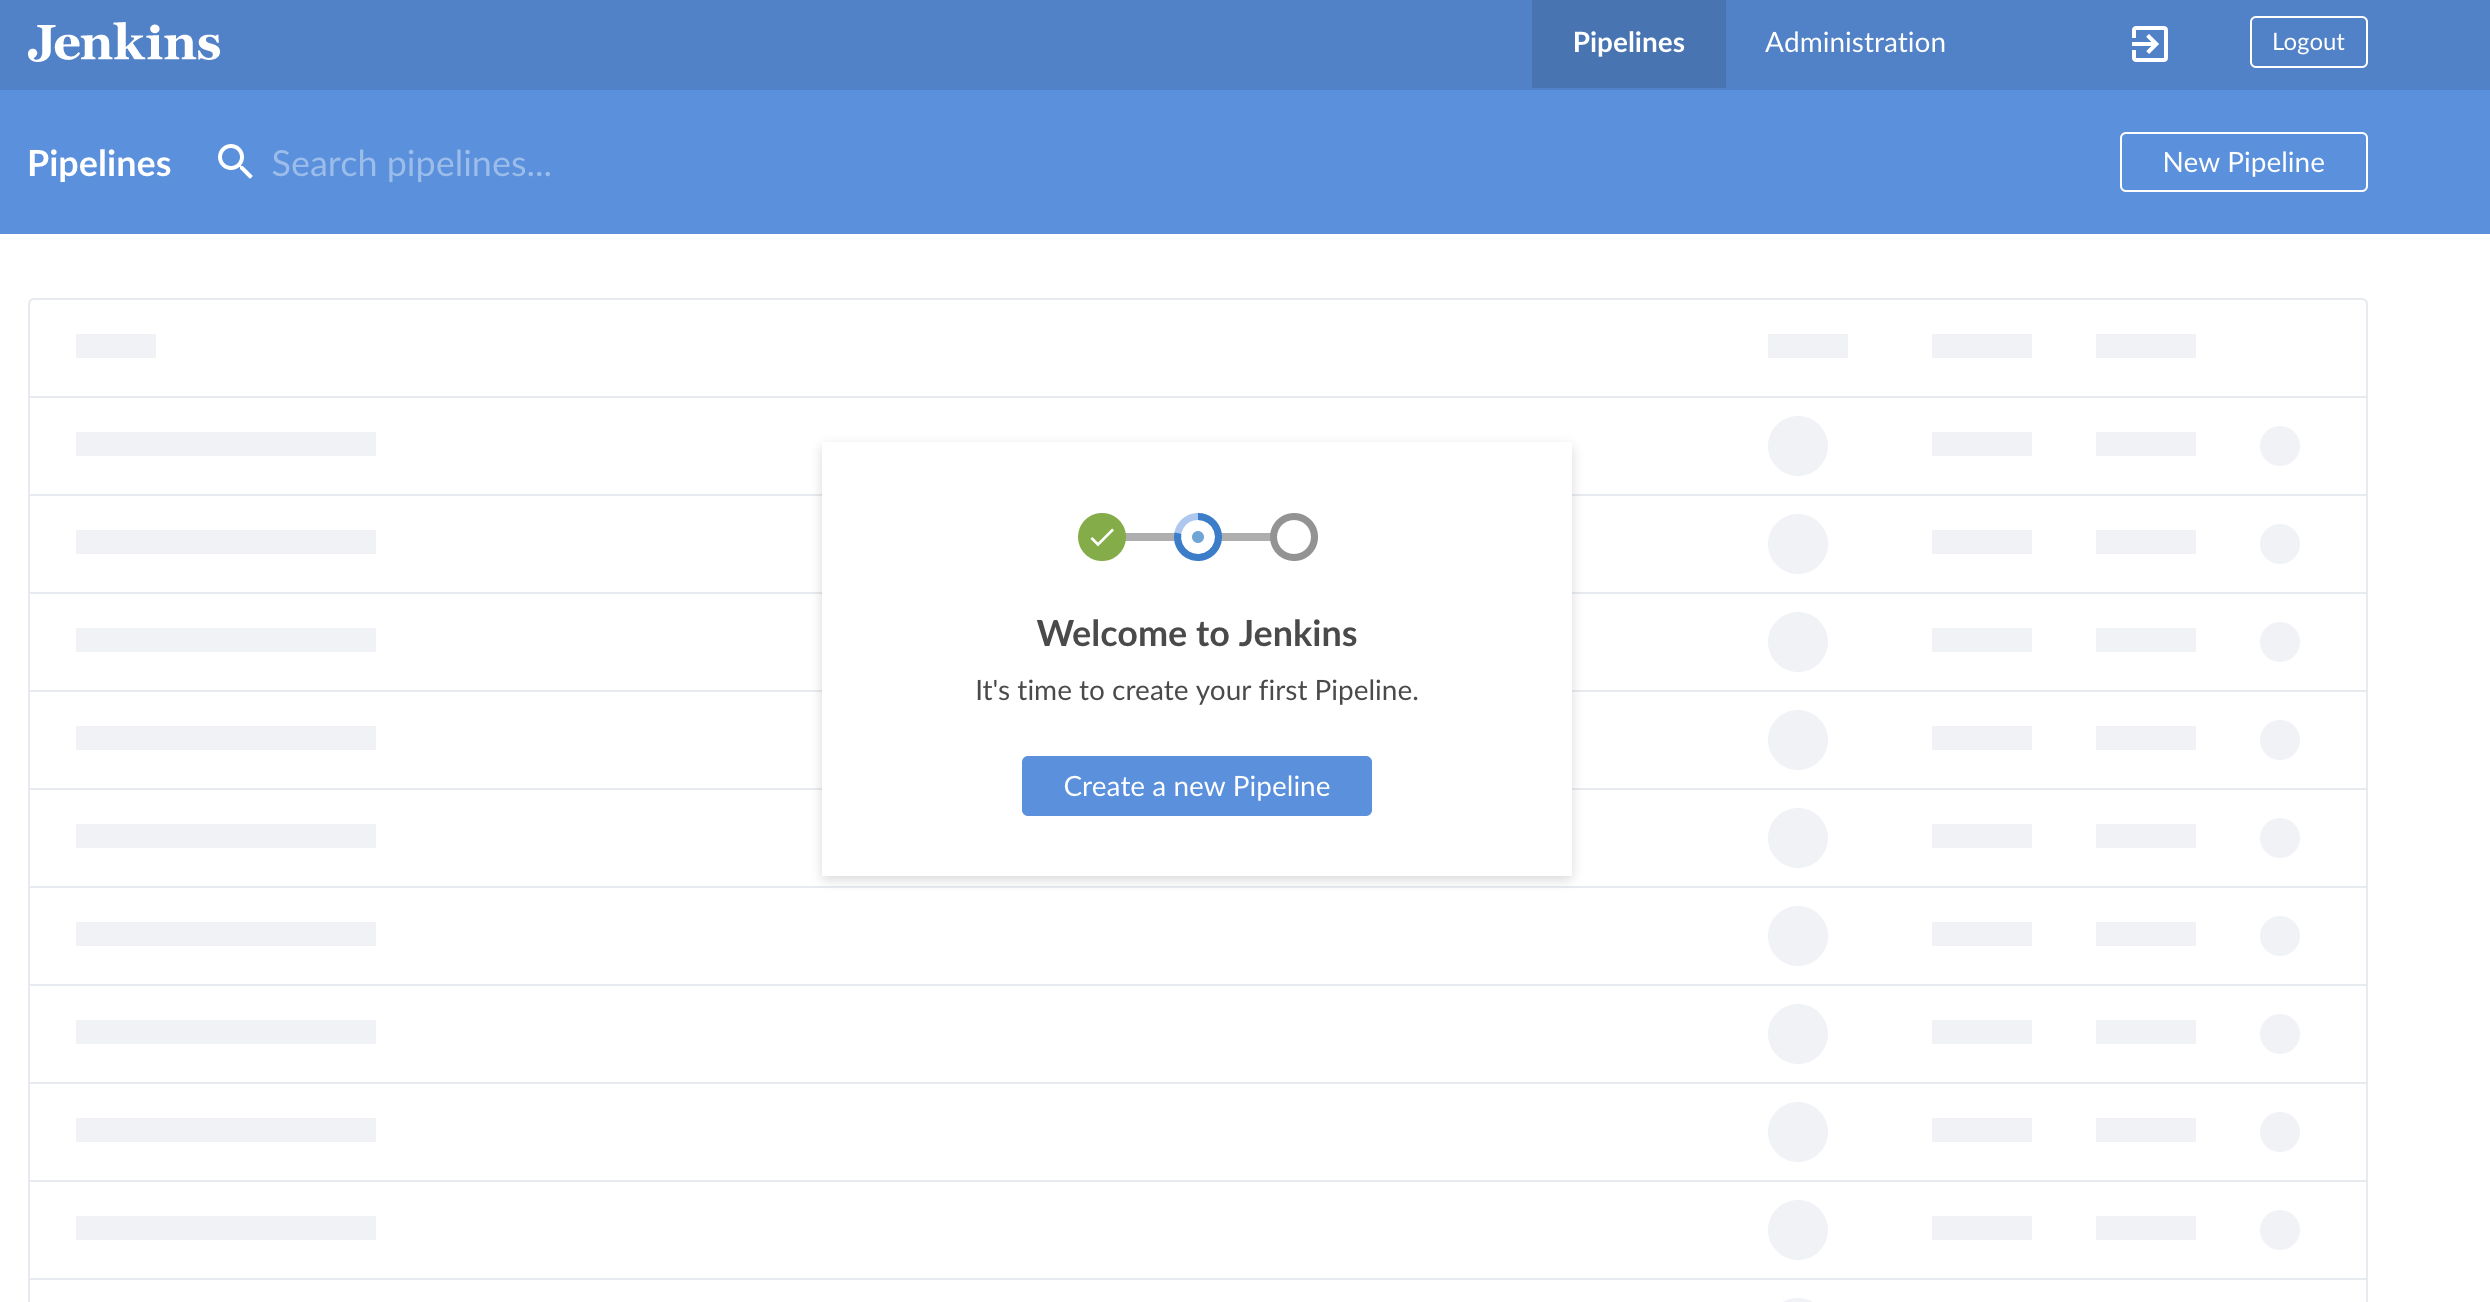 Jenkins
Pipelines
Administration
Logout
Pipelines
Search pipelines...
New Pipeline
Welcome to Jenkins
It's time to create your first Pipeline.
Create a new Pipeline